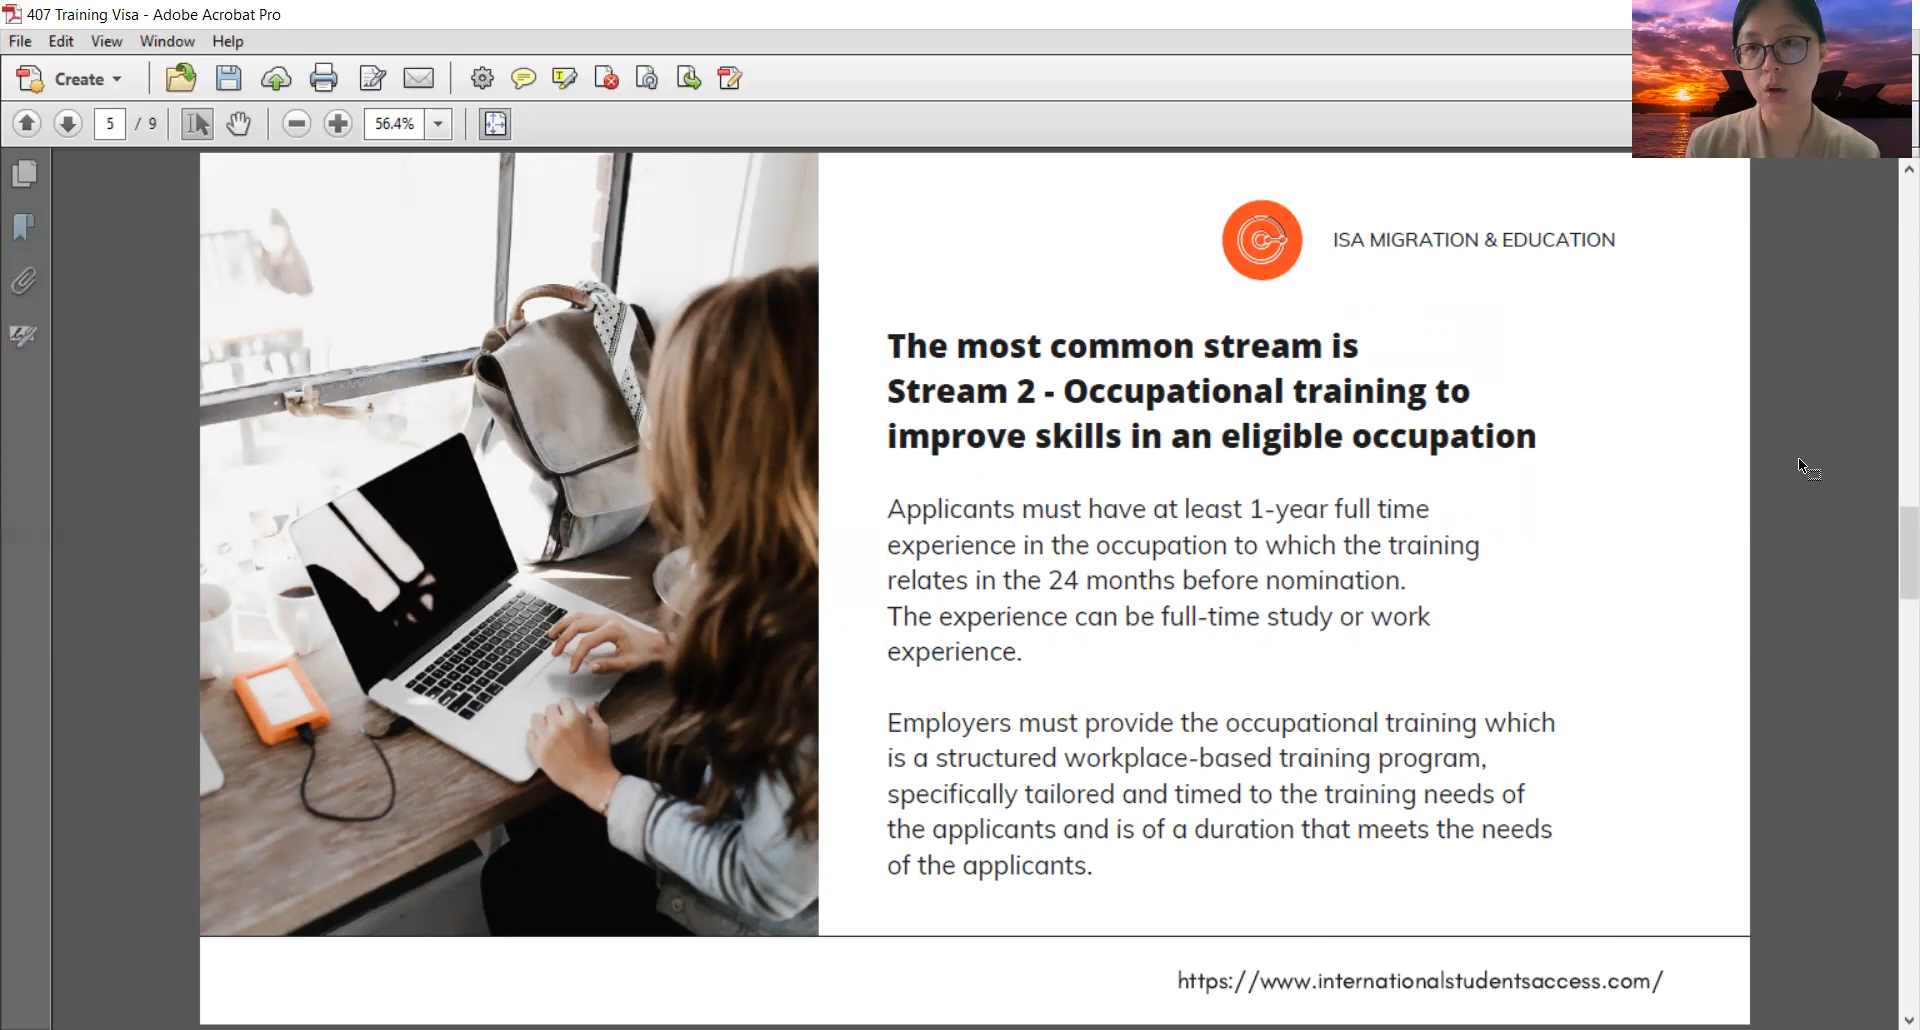 407 Training Visa - Adobe Acrobat Pro
File Edit View Window Help
Create
5 / 9 56.4%
ISA MIGRATION & EDUCATION
The most common stream is
Stream 2 - Occupational training to
improve skills in an eligible occupation
Applicants must have at least 1-year full time
experience in the occupation to which the training
relates in the 24 months before nomination.
The experience can be full-time study or work
experience.
Employers must provide the occupational training which
is a structured workplace-based training program,
specifically tailored and timed to the training needs of
the applicants and is of a duration that meets the needs
of the applicants.
https://www.internationalstudentsaccess.com/